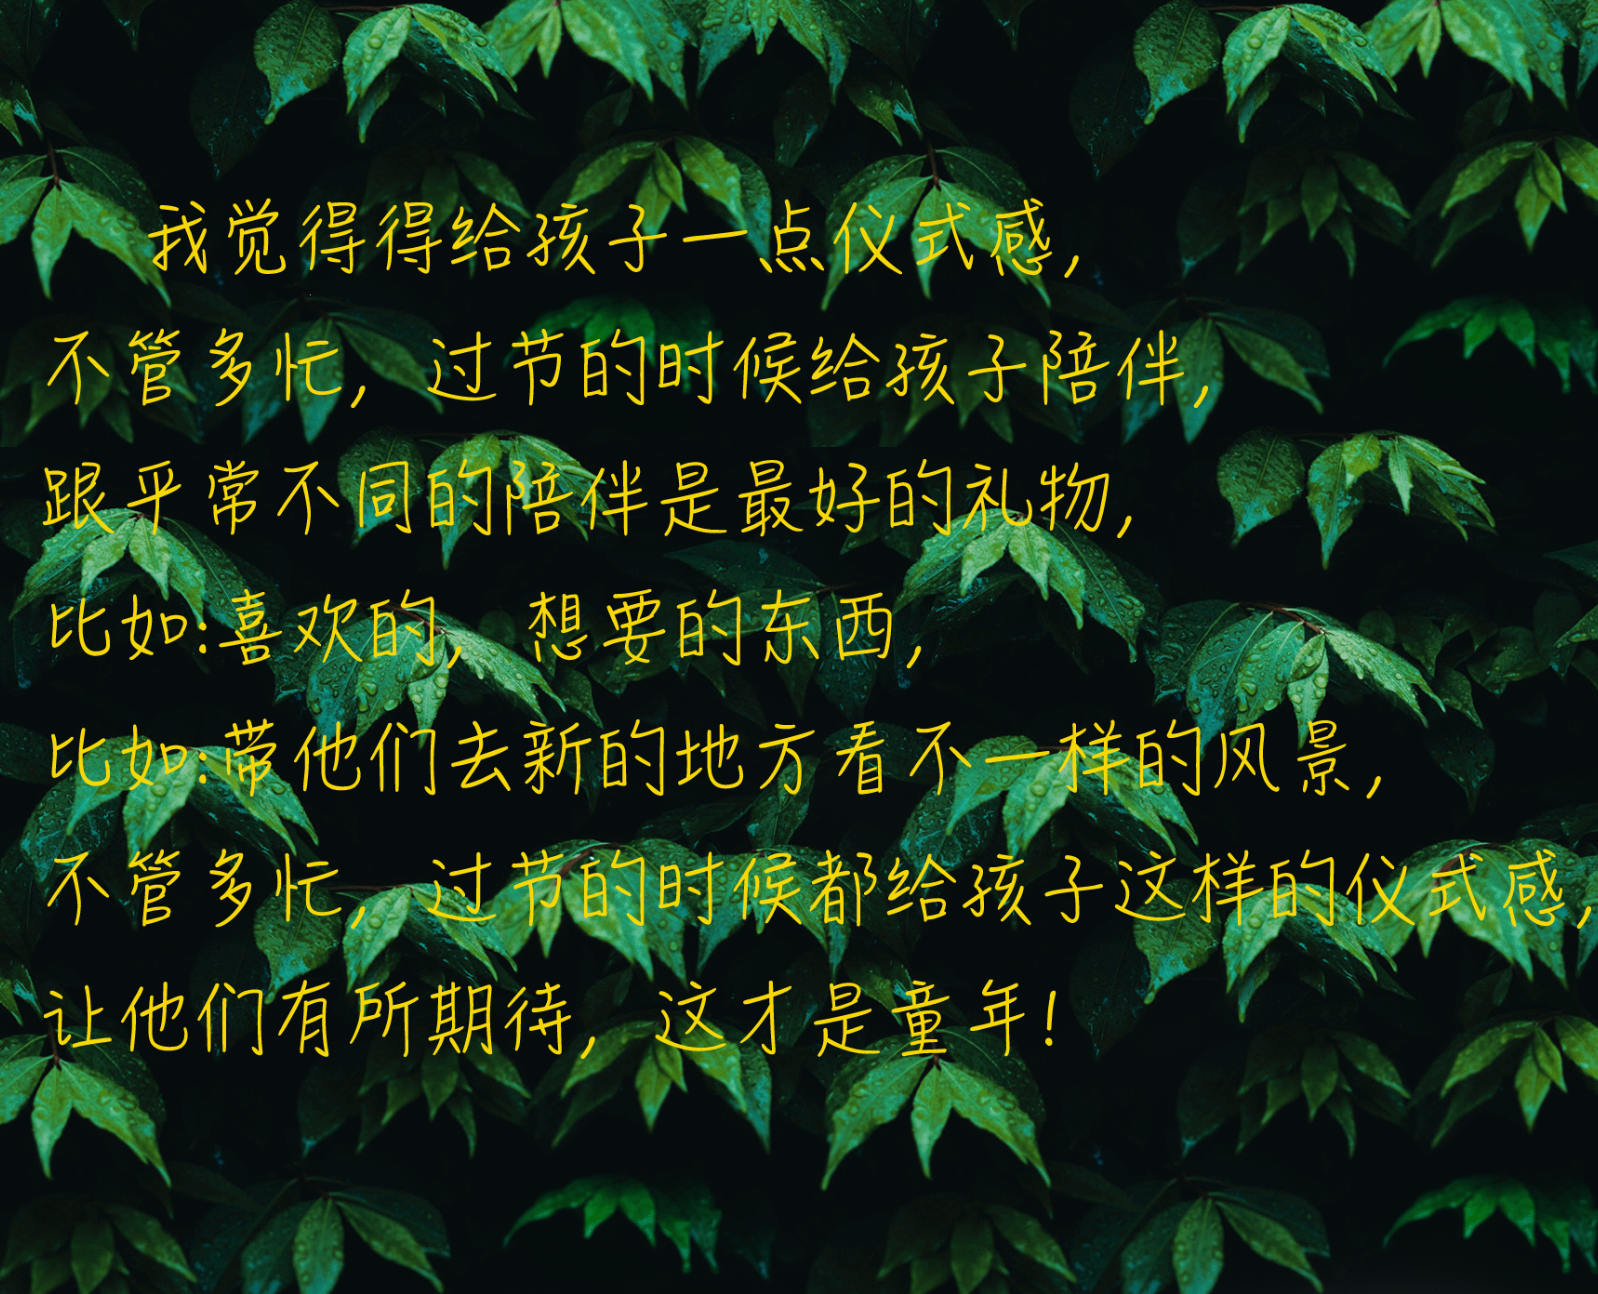 我觉得得给孩子一点仪式感,
不管多忙, 过节的时候给孩子陪伴,
跟平常不同的陪伴是最好的礼物,
比如:喜欢的, 想要的东西,
比如:带他们去新的地方看不一样的风景,
不管多忙, 过节的时候都给孩子这样的仪式感,
让他们有所期待, 这才是童年!